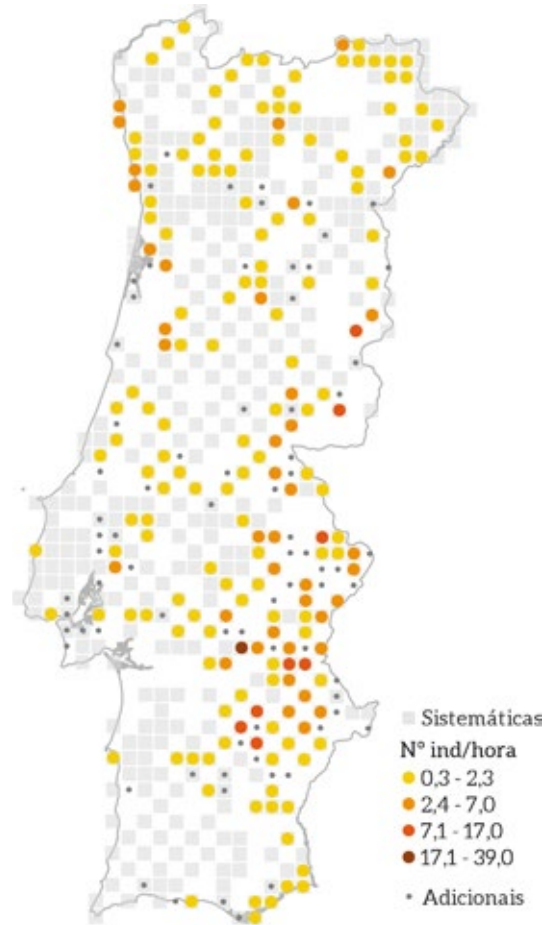 Sistemáticas
N° ind/hora
0,3 - 2,3
2,4 - 7,0
7,1 - 17,0
17,1 - 39,0
Adicionais